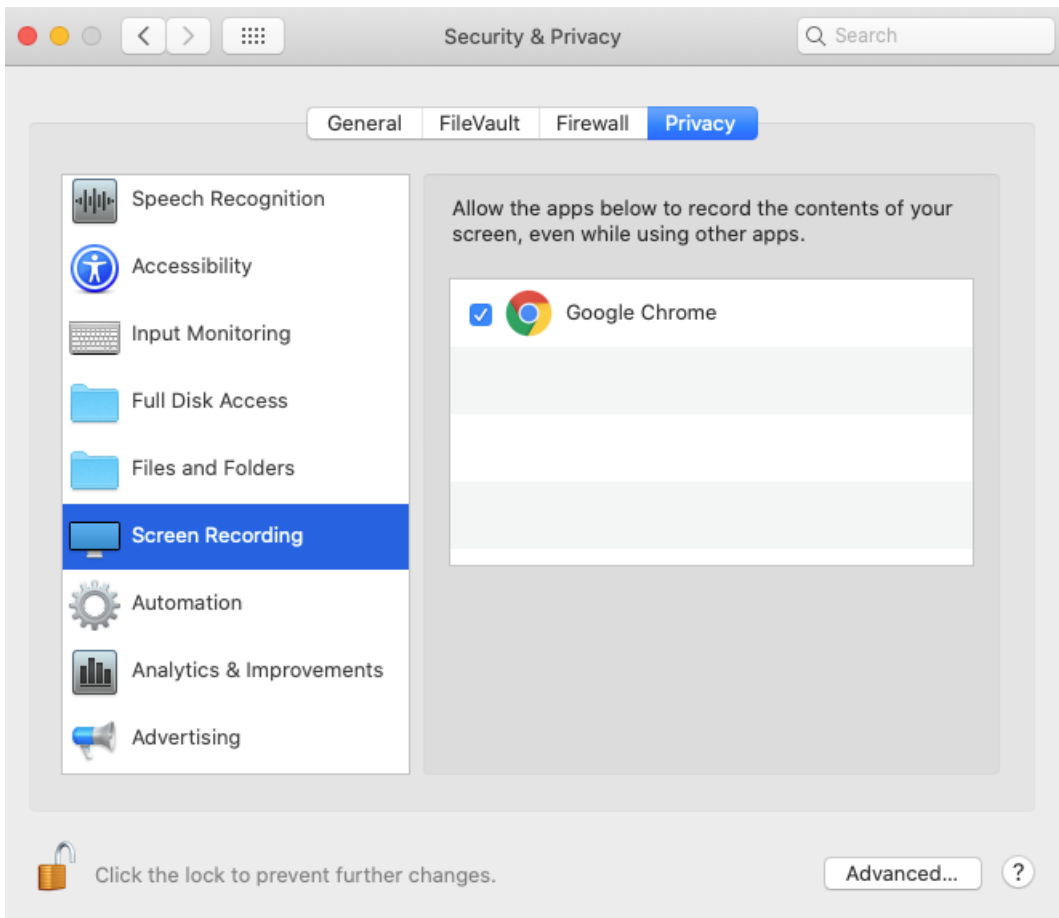 Security & Privacy
Search
General
FileVault
Firewall
Privacy
Speech Recognition
Accessibility
Input Monitoring
Full Disk Access
Files and Folders
Screen Recording
Automation
Analytics & Improvements
Advertising
Allow the apps below to record the contents of your
screen, even while using other apps.
Google Chrome
Click the lock to prevent further changes.
Advanced...
?